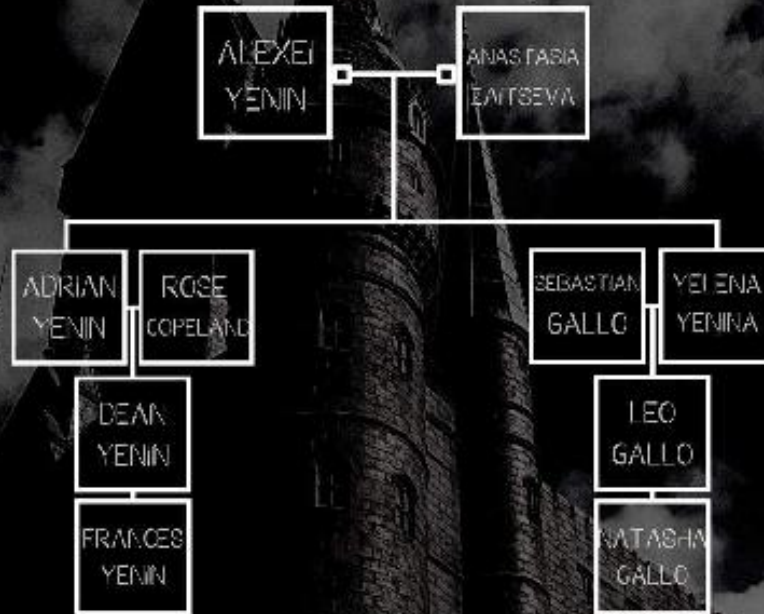 ALEXEI
YENIN
ANASTASIA
ZAITSEVA
ADRIAN
YENIN
ROSE
COPELAND
SEBASTIAN
GALLO
YELENA
YENINA
DEAN
YENIN
LEO
GALLO
FRANCES
YENIN
NATASHA
GALLO